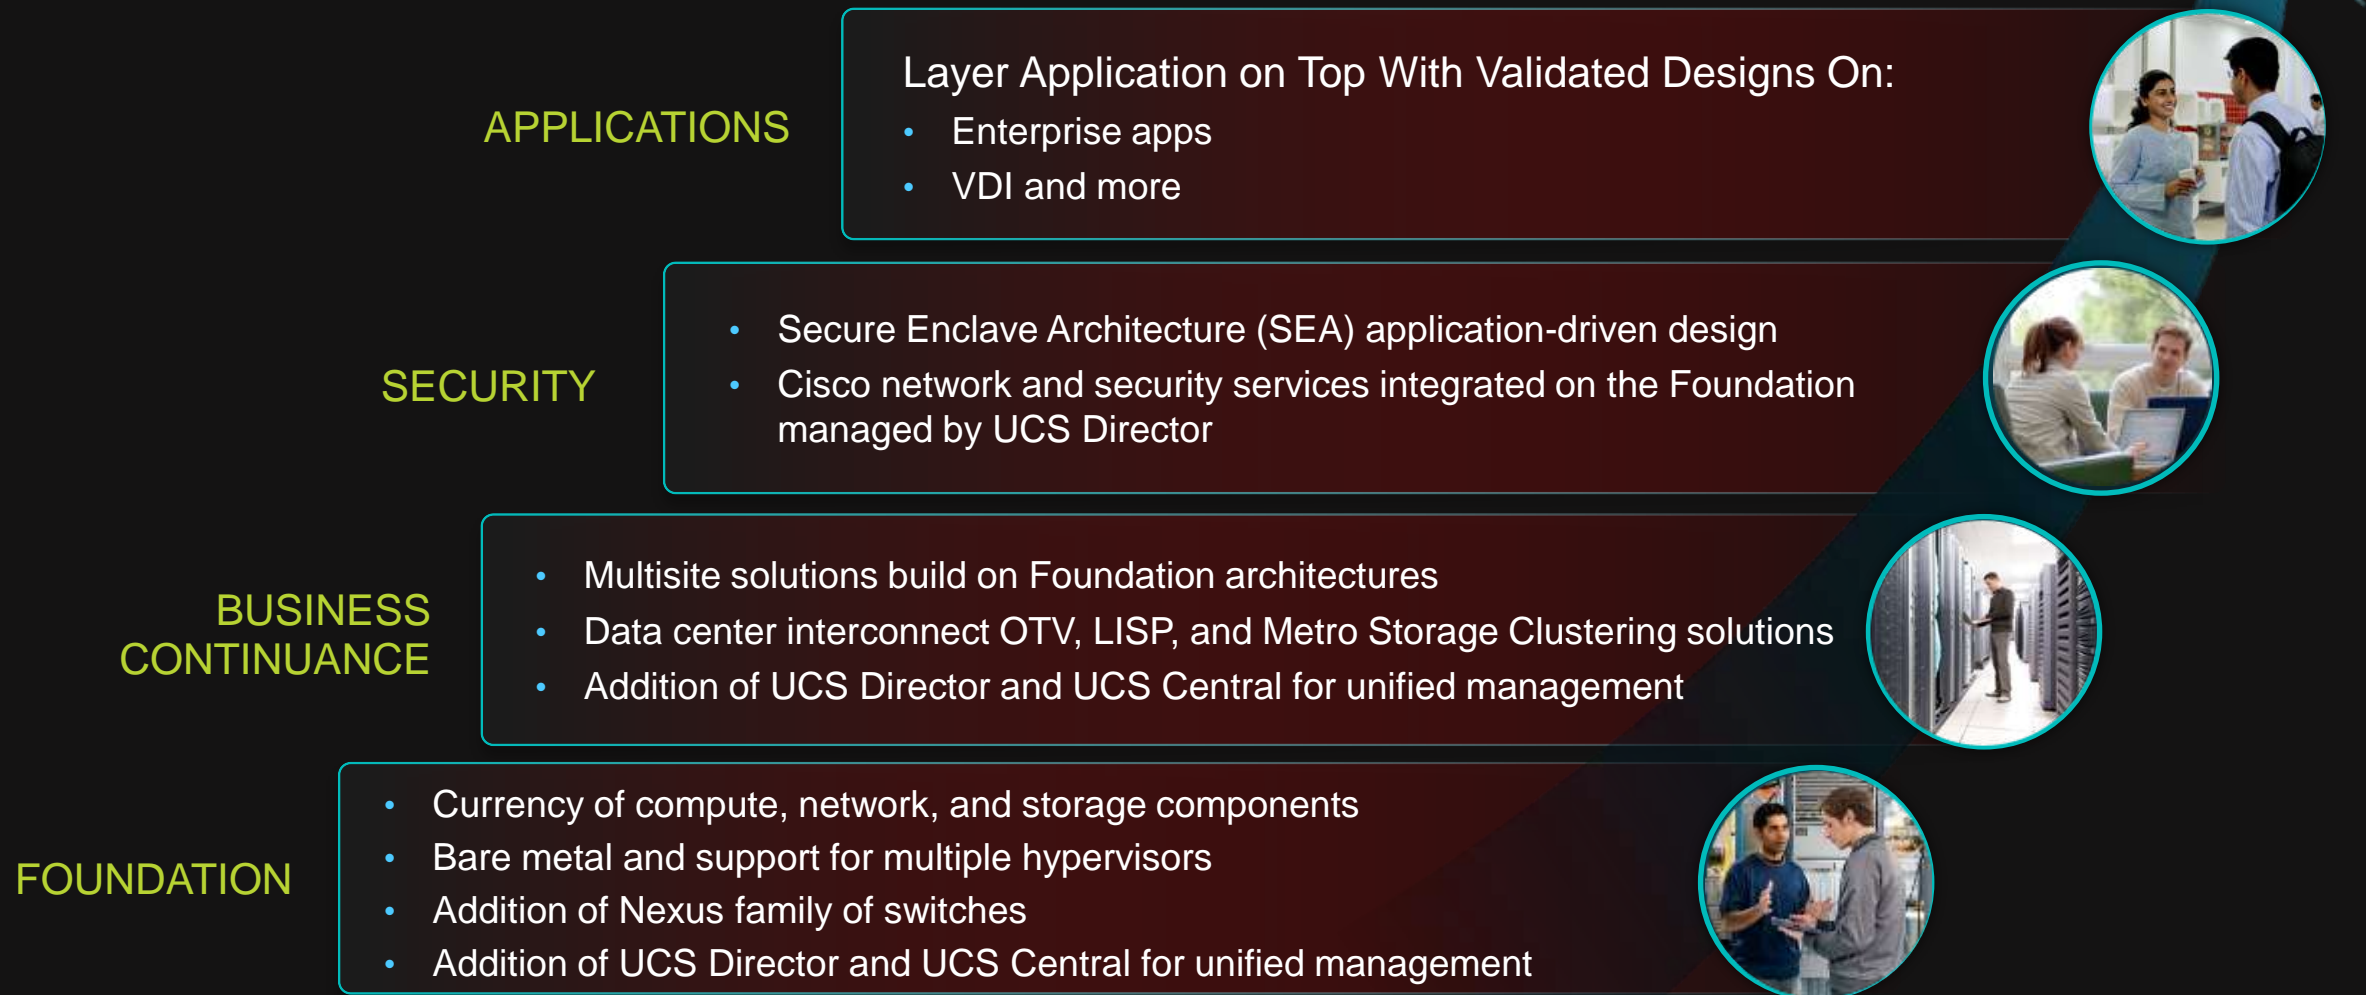 APPLICATIONS
Layer Application on Top With Validated Designs On:
• Enterprise apps
• VDI and more
SECURITY
• Secure Enclave Architecture (SEA) application-driven design
• Cisco network and security services integrated on the Foundation
managed by UCS Director
BUSINESS
CONTINUANCE
• Multisite solutions build on Foundation architectures
• Data center interconnect OTV, LISP, and Metro Storage Clustering solutions
• Addition of UCS Director and UCS Central for unified management
FOUNDATION
• Currency of compute, network, and storage components
• Bare metal and support for multiple hypervisors
• Addition of Nexus family of switches
• Addition of UCS Director and UCS Central for unified management